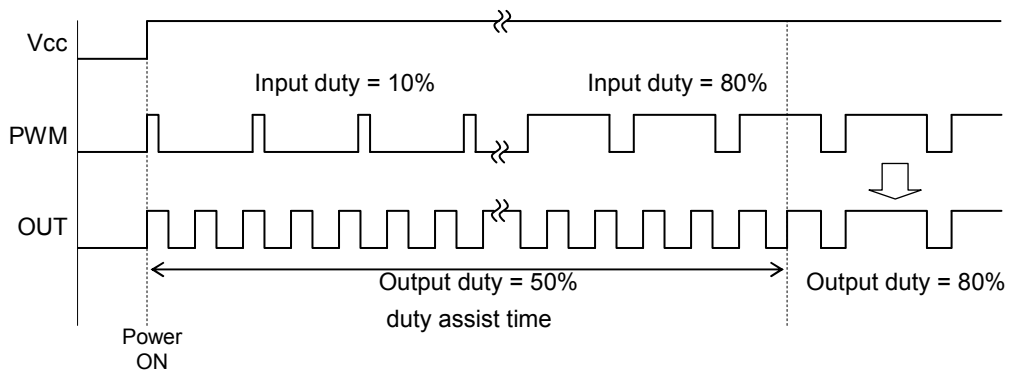 Vcc
Input duty = 10%
Input duty = 80%
PWM
OUT
Output duty = 50%
Output duty = 80%
duty assist time
Power
ON